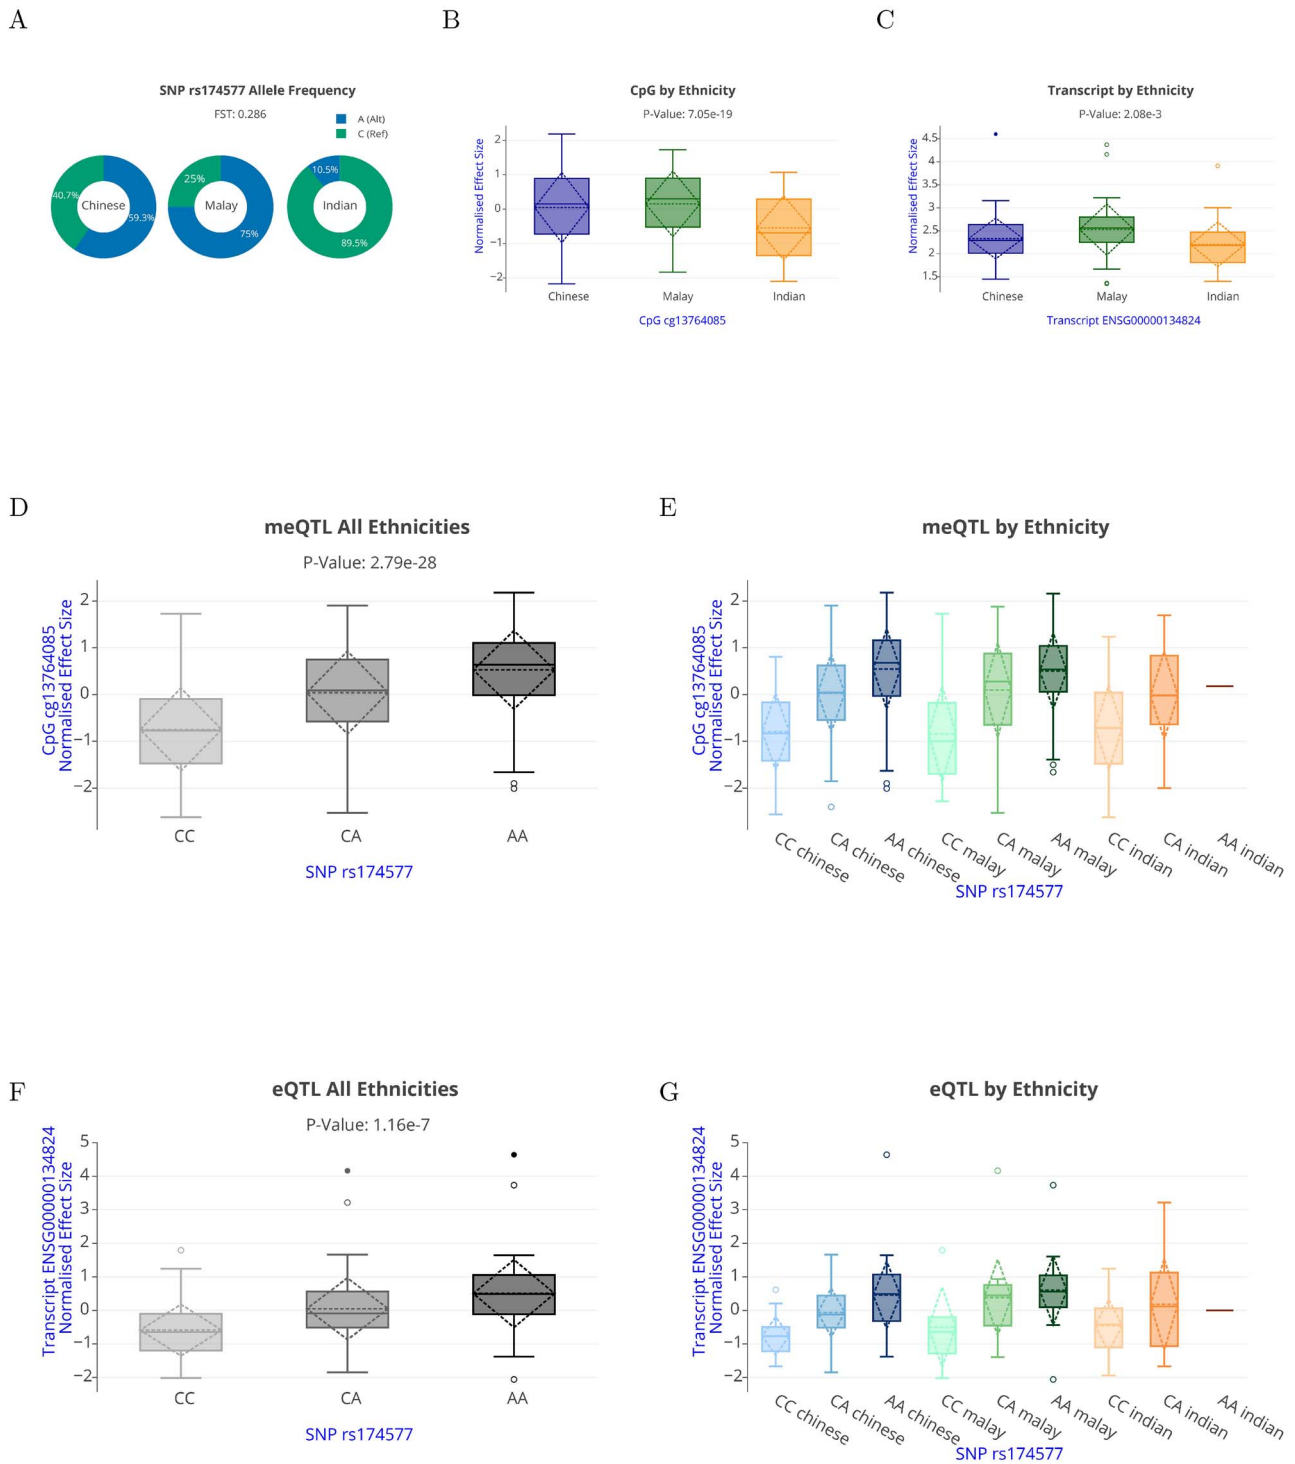 A
B
C
SNP rs174577 Allele Frequency
FST: 0.286
A (Alt)
C (Ref)
40.7%
Chinese
59.3%
25%
Malay
75%
10.5%
Indian
89.5%
CpG by Ethnicity
P-Value: 7.05e-19
Normalised Effect Size
2
1
0
−1
−2
Chinese
Malay
Indian
CpG cg13764085
Transcript by Ethnicity
P-Value: 2.08e-3
Normalised Effect Size
4.5
4
3.5
3
2.5
2
1.5
Chinese
Malay
Indian
Transcript ENSG00000134824
D
meQTL All Ethnicities
P-Value: 2.79e-28
CpG cg13764085
Normalised Effect Size
2
1
0
−1
−2
CC
CA
AA
SNP rs174577
E
meQTL by Ethnicity
CpG cg13764085
Normalised Effect Size
2
1
0
−1
−2
CC chinese
CA chinese
AA chinese
CC malay
CA malay
AA malay
CC indian
CA indian
AA indian
SNP rs174577
F
eQTL All Ethnicities
P-Value: 1.16e-7
Transcript ENSG00000134824
Normalised Effect Size
5
4
3
2
1
0
−1
−2
CC
CA
AA
SNP rs174577
G
eQTL by Ethnicity
Transcript ENSG00000134824
Normalised Effect Size
5
4
3
2
1
0
−1
−2
CC chinese
CA chinese
AA chinese
CC malay
CA malay
AA malay
CC indian
CA indian
AA indian
SNP rs174577